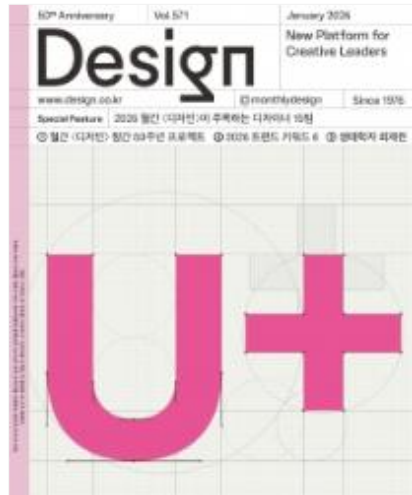 50th Anniversary
Vol.571
January 2026
Design
New Platform for
Creative Leaders
www.design.co.kr
@monthlydesign
Since 1976
Special Feature
2026 월간 〈디자인〉이 주목하는 디자이너 15팀
① 월간 〈디자인〉 창간 50주년 프로젝트 ② 2026 트렌드 키워드 6 ③ 생태학자 최재천
U+